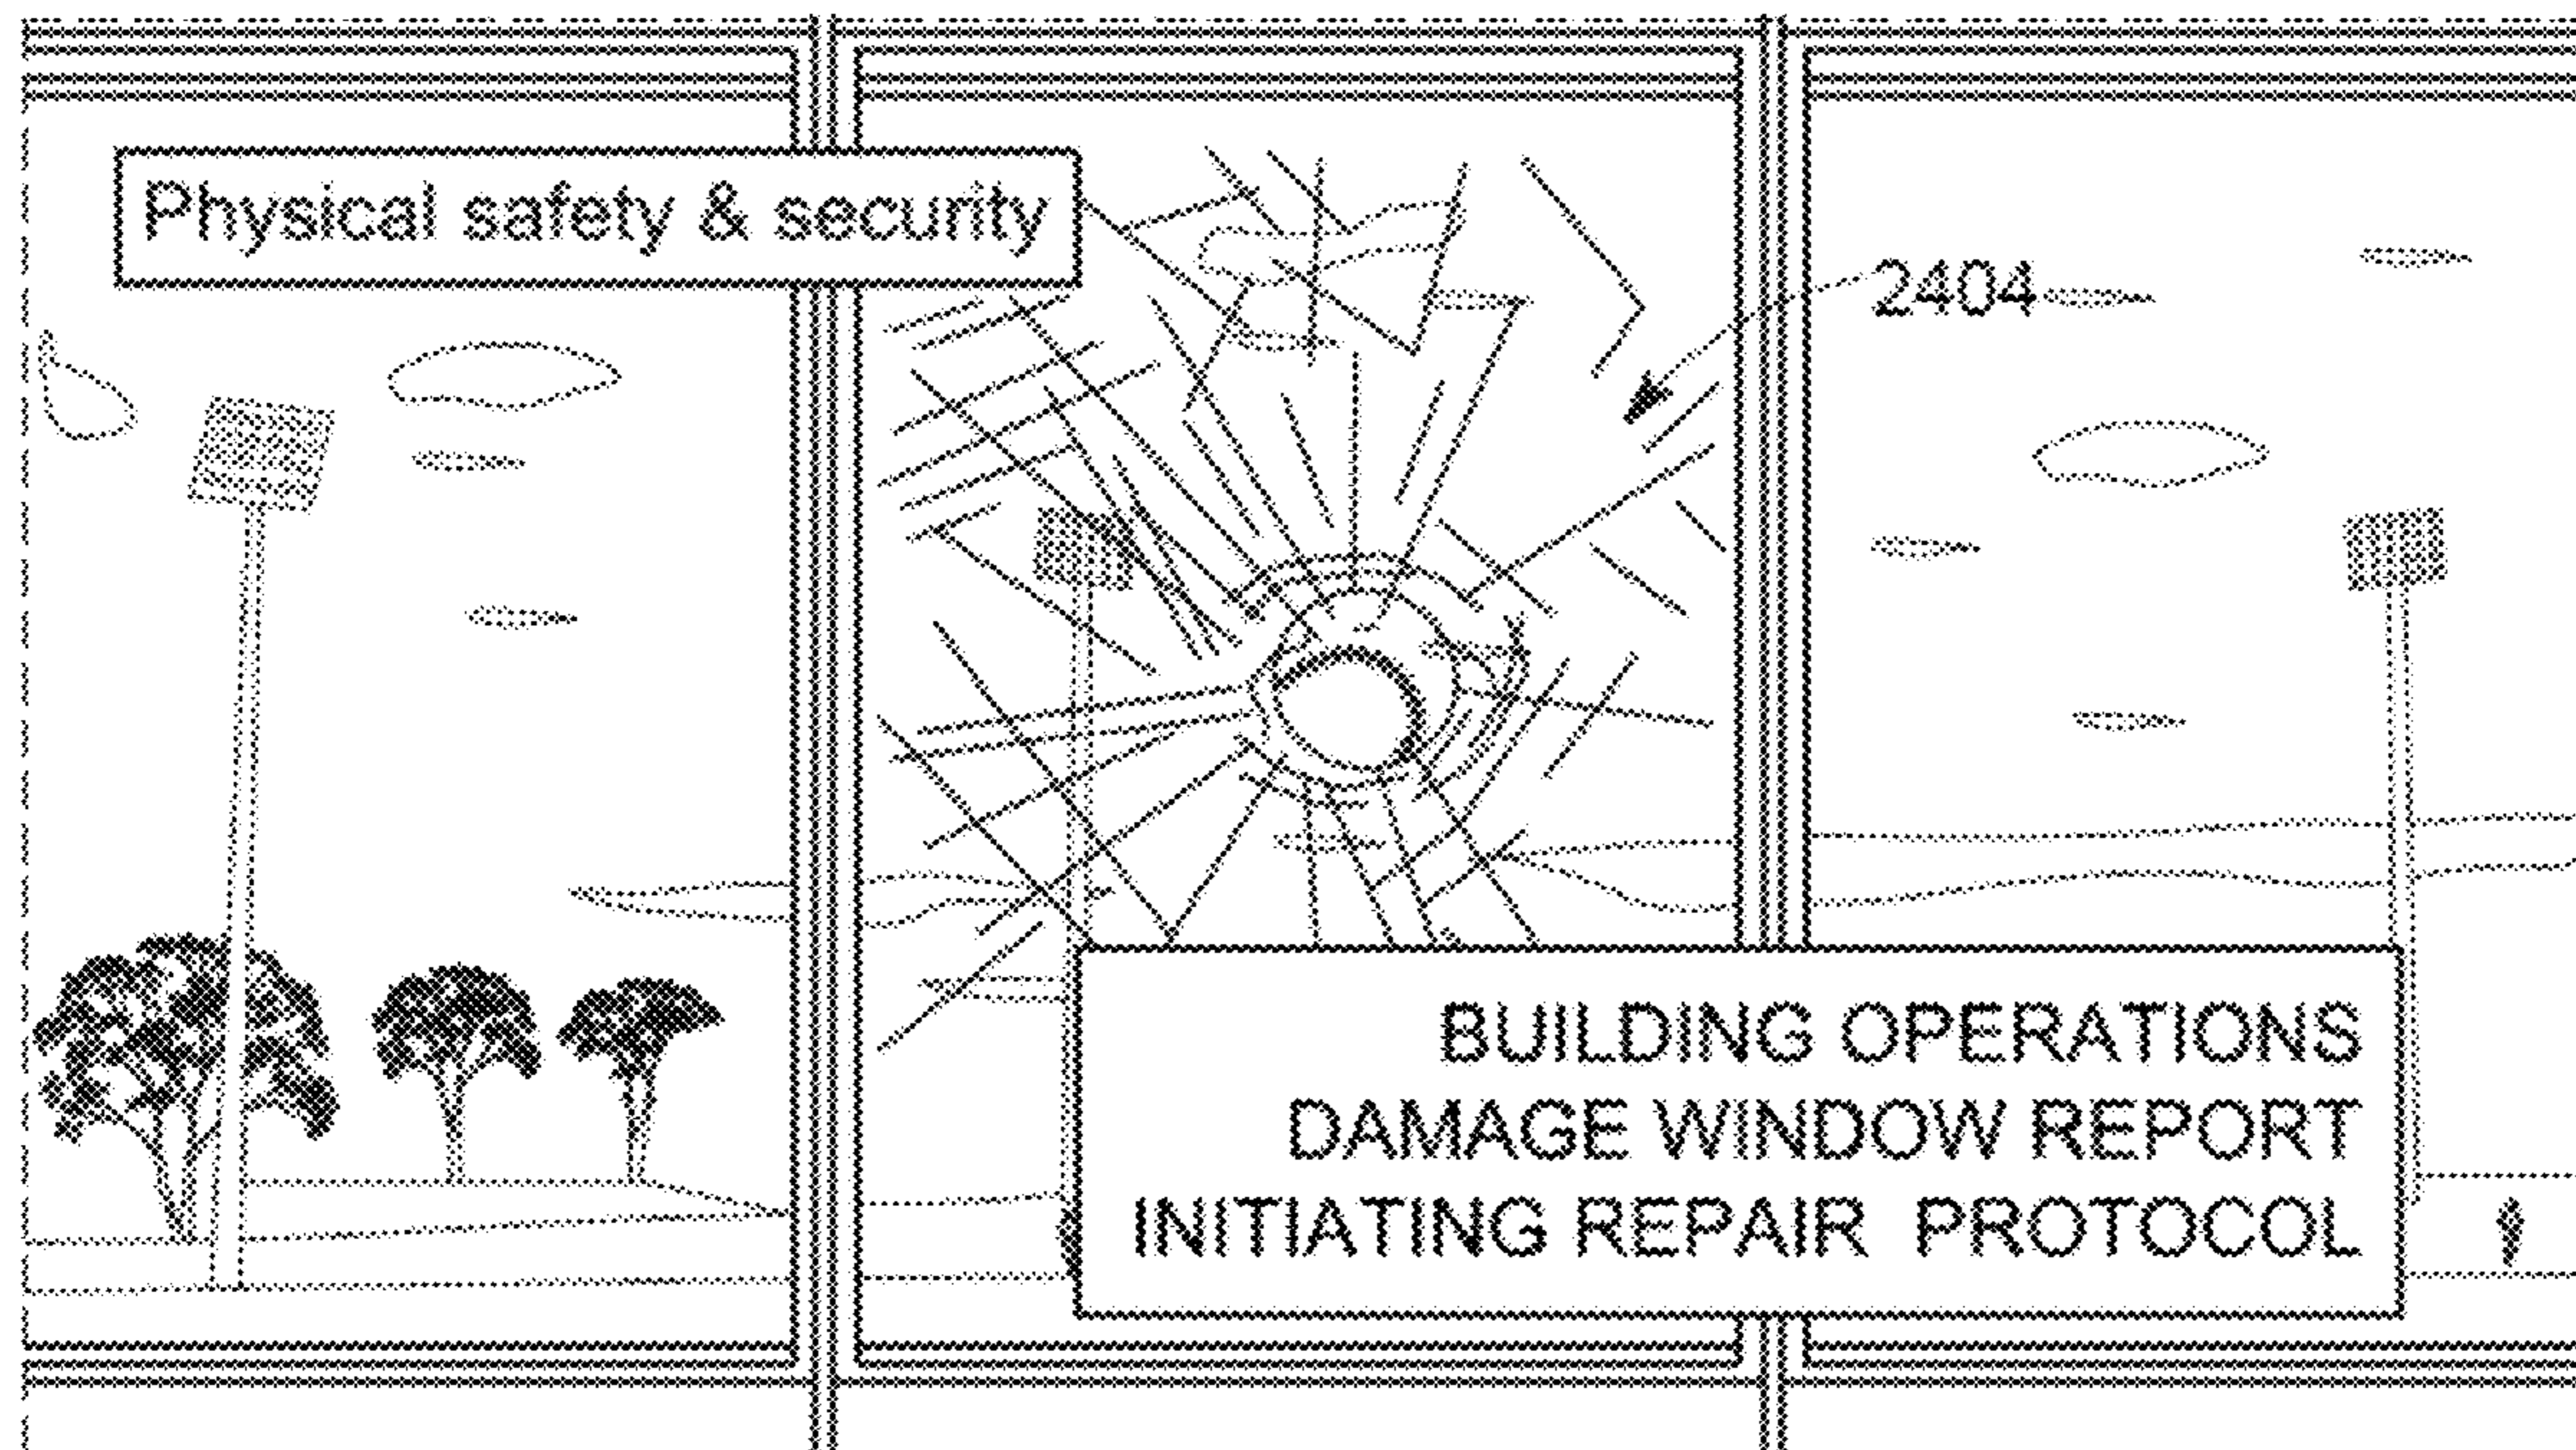 Physical safety & security
2404
BUILDING OPERATIONS
DAMAGE WINDOW REPORT
INITIATING REPAIR PROTOCOL